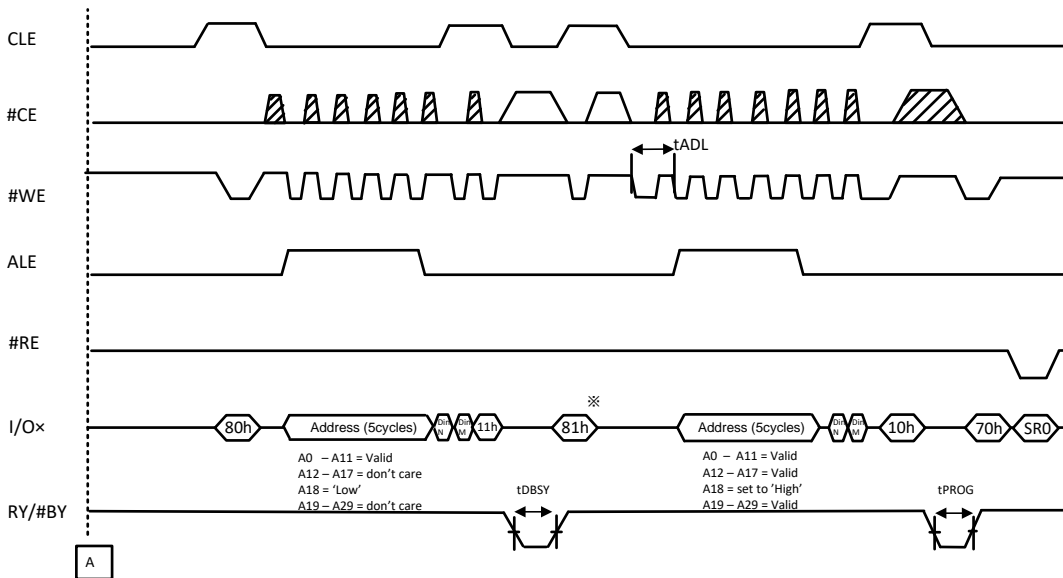 CLE
#CE
tADL
#WE
ALE
#RE
I/O×
80h
Address (5cycles)
Din N
Din M
11h
81h
※
Address (5cycles)
Din N
Din M
10h
70h
SR0
A0 – A11 = Valid
A12 – A17 = don't care
A18 = 'Low'
A19 – A29 = don't care
A0 – A11 = Valid
A12 – A17 = Valid
A18 = set to 'High'
A19 – A29 = Valid
RY/#BY
tDBSY
tPROG
A